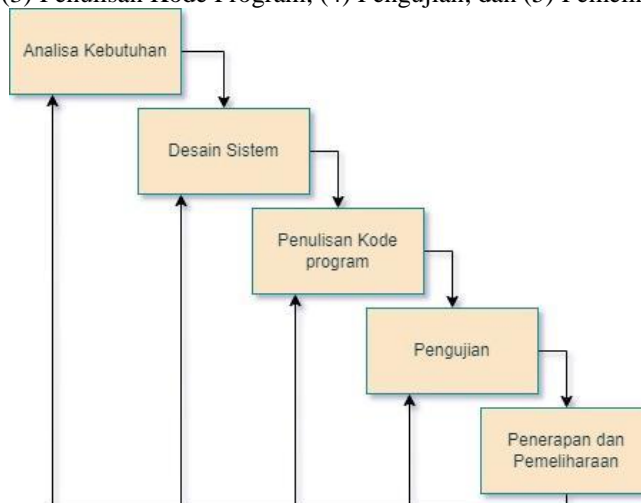 (3) Penulisan Kode Program, (4) Pengujian, dan (5)
Analisa Kebutuhan
Desain Sistem
Penulisan Kode
program
Pengujian
Penerapan dan
Pemeliharaan